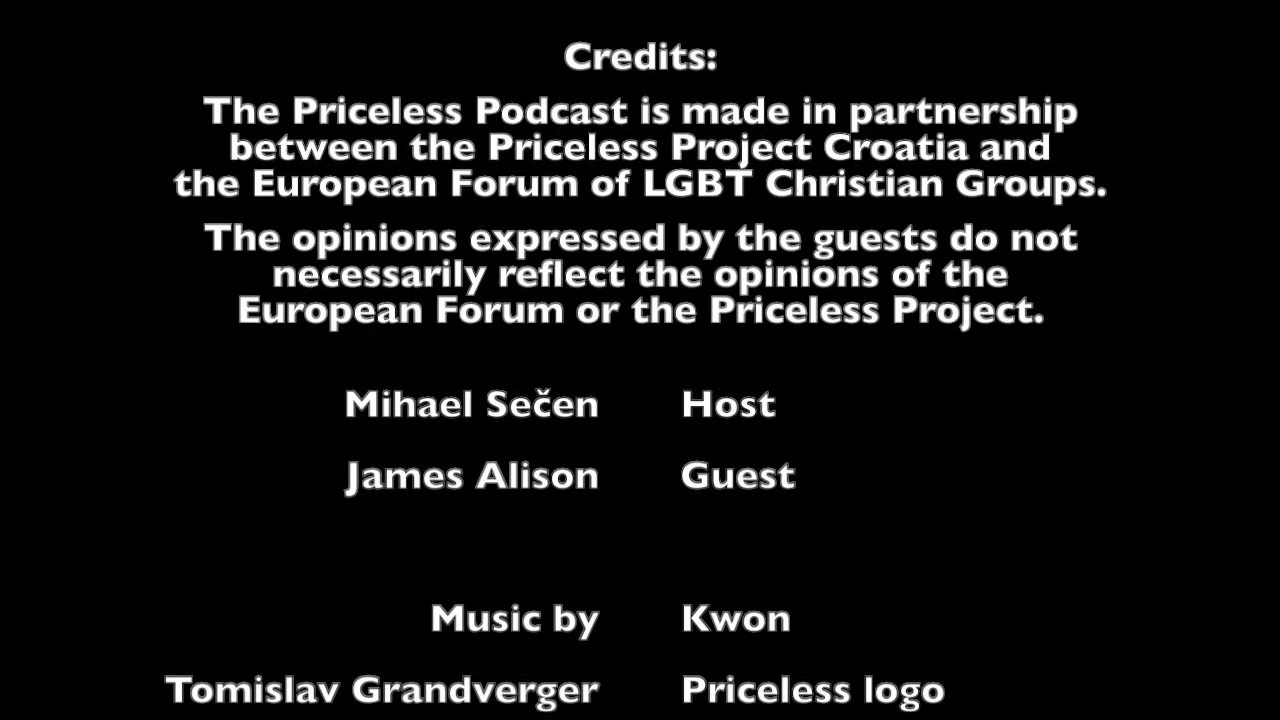 Credits:
The Priceless Podcast is made in partnership
between the Priceless Project Croatia and
the European Forum of LGBT Christian Groups.
The opinions expressed by the guests do not
necessarily reflect the opinions of the
European Forum or the Priceless Project.
Mihael Sečen Host
James Alison Guest
Music by Kwon
Tomislav Grandverger Priceless logo